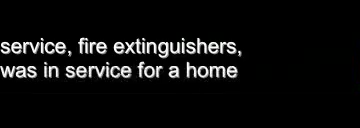 service, fire extinguishers,
was in service for a home